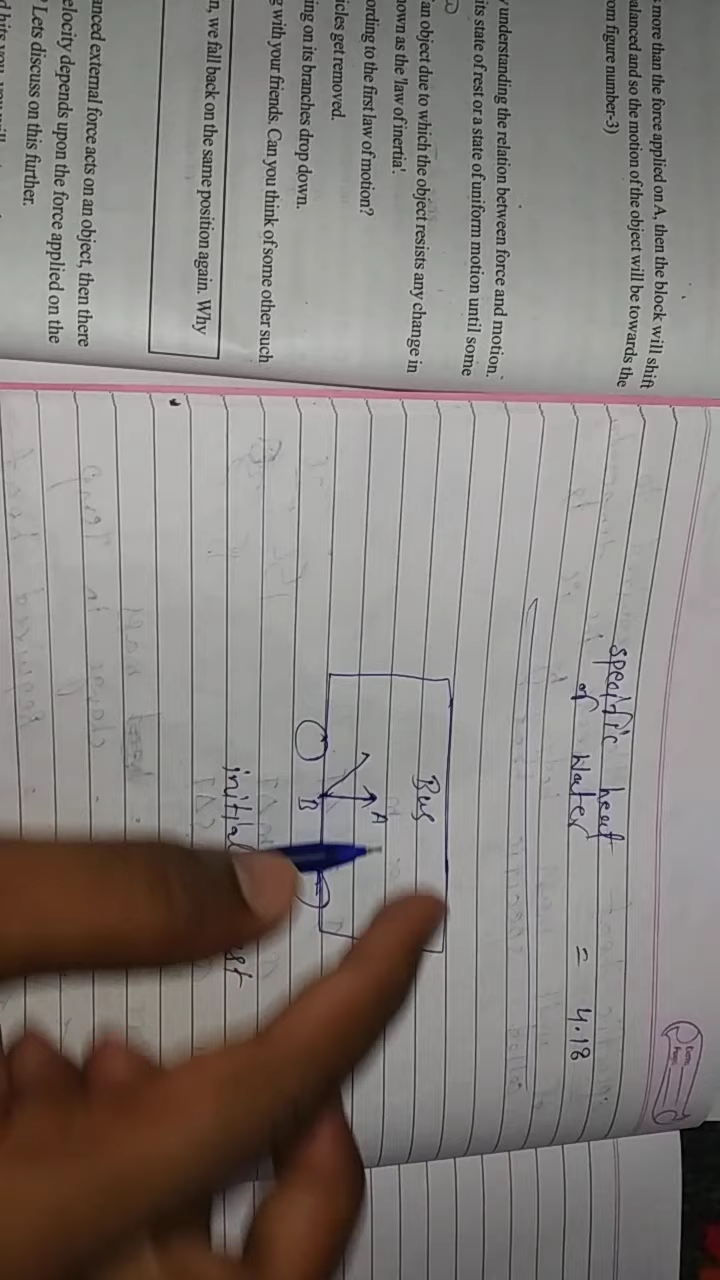 more than the force applied on A, then the block will shift
alanced and so the motion of the object will be towards the
om figure number-3)
understanding the relation between force and motion.
its state of rest or a state of uniform motion until some
an object due to which the object resists any change in
nown as the 'law of inertia'.
ording to the first law of motion?
icles get removed.
ing on its branches drop down.
g with your friends. Can you think of some other such
n, we fall back on the same position again. Why
anced external force acts on an object, then there
elocity depends upon the force applied on the
Lets discuss on this further.
specific heat
of Water = 4.18
Bus
A
B
initial
st